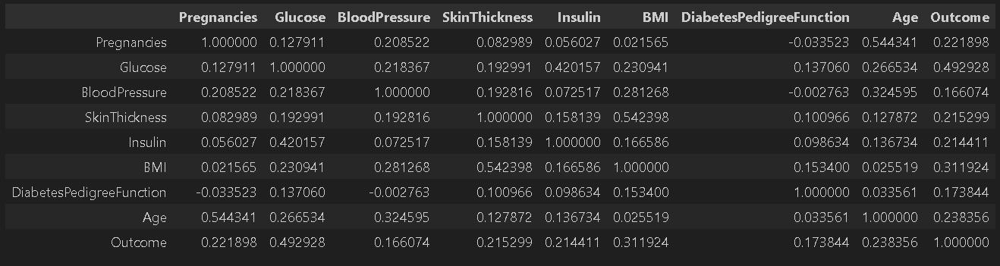 Pregnancies Glucose BloodPressure SkinThickness Insulin BMI DiabetesPedigreeFunction Age Outcome
Pregnancies 1.000000 0.127911 0.208522 0.082989 0.056027 0.021565 -0.033523 0.544341 0.221898
Glucose 0.127911 1.000000 0.218367 0.192991 0.420157 0.230941 0.137060 0.266534 0.492928
BloodPressure 0.208522 0.218367 1.000000 0.192816 0.072517 0.281268 -0.002763 0.324595 0.166074
SkinThickness 0.082989 0.192991 0.192816 1.000000 0.158139 0.542398 0.100966 0.127872 0.215299
Insulin 0.056027 0.420157 0.072517 0.158139 1.000000 0.166586 0.098634 0.136734 0.214411
BMI 0.021565 0.230941 0.281268 0.542398 0.166586 1.000000 0.153400 0.025519 0.311924
DiabetesPedigreeFunction -0.033523 0.137060 -0.002763 0.100966 0.098634 0.153400 1.000000 0.033561 0.173844
Age 0.544341 0.266534 0.324595 0.127872 0.136734 0.025519 0.033561 1.000000 0.238356
Outcome 0.221898 0.492928 0.166074 0.215299 0.214411 0.311924 0.173844 0.238356 1.000000